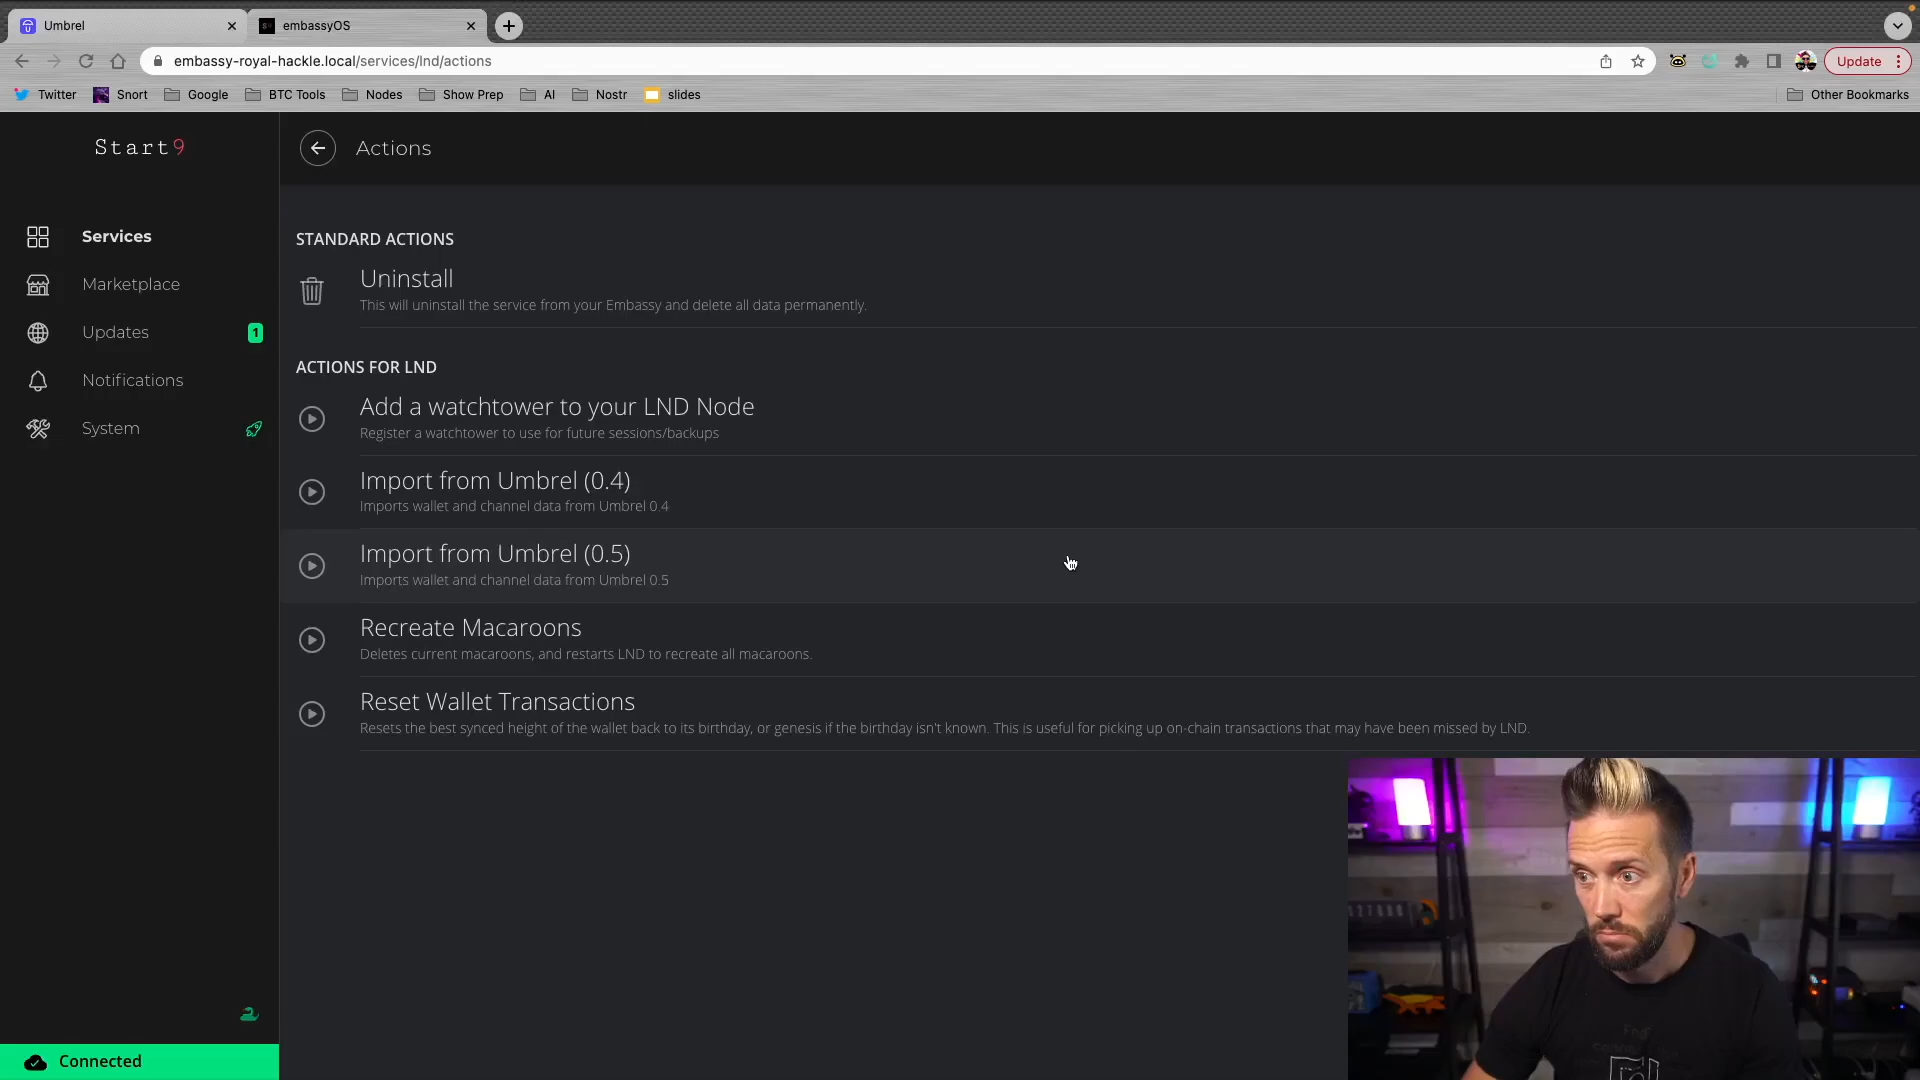 Umbrel
embassyOS
embassy-royal-hackle.local/services/lnd/actions
Update
Twitter
Snort
Google
BTC Tools
Nodes
Show Prep
AI
Nostr
slides
Other Bookmarks
Start9
Actions
Services
Marketplace
Updates
1
Notifications
System
STANDARD ACTIONS
Uninstall
This will uninstall the service from your Embassy and delete all data permanently.
ACTIONS FOR LND
Add a watchtower to your LND Node
Register a watchtower to use for future sessions/backups
Import from Umbrel (0.4)
Imports wallet and channel data from Umbrel 0.4
Import from Umbrel (0.5)
Imports wallet and channel data from Umbrel 0.5
Recreate Macaroons
Deletes current macaroons, and restarts LND to recreate all macaroons.
Reset Wallet Transactions
Resets the best synced height of the wallet back to its birthday, or genesis if the birthday isn't known. This is useful for picking up on-chain transactions that may have been missed by LND.
Connected